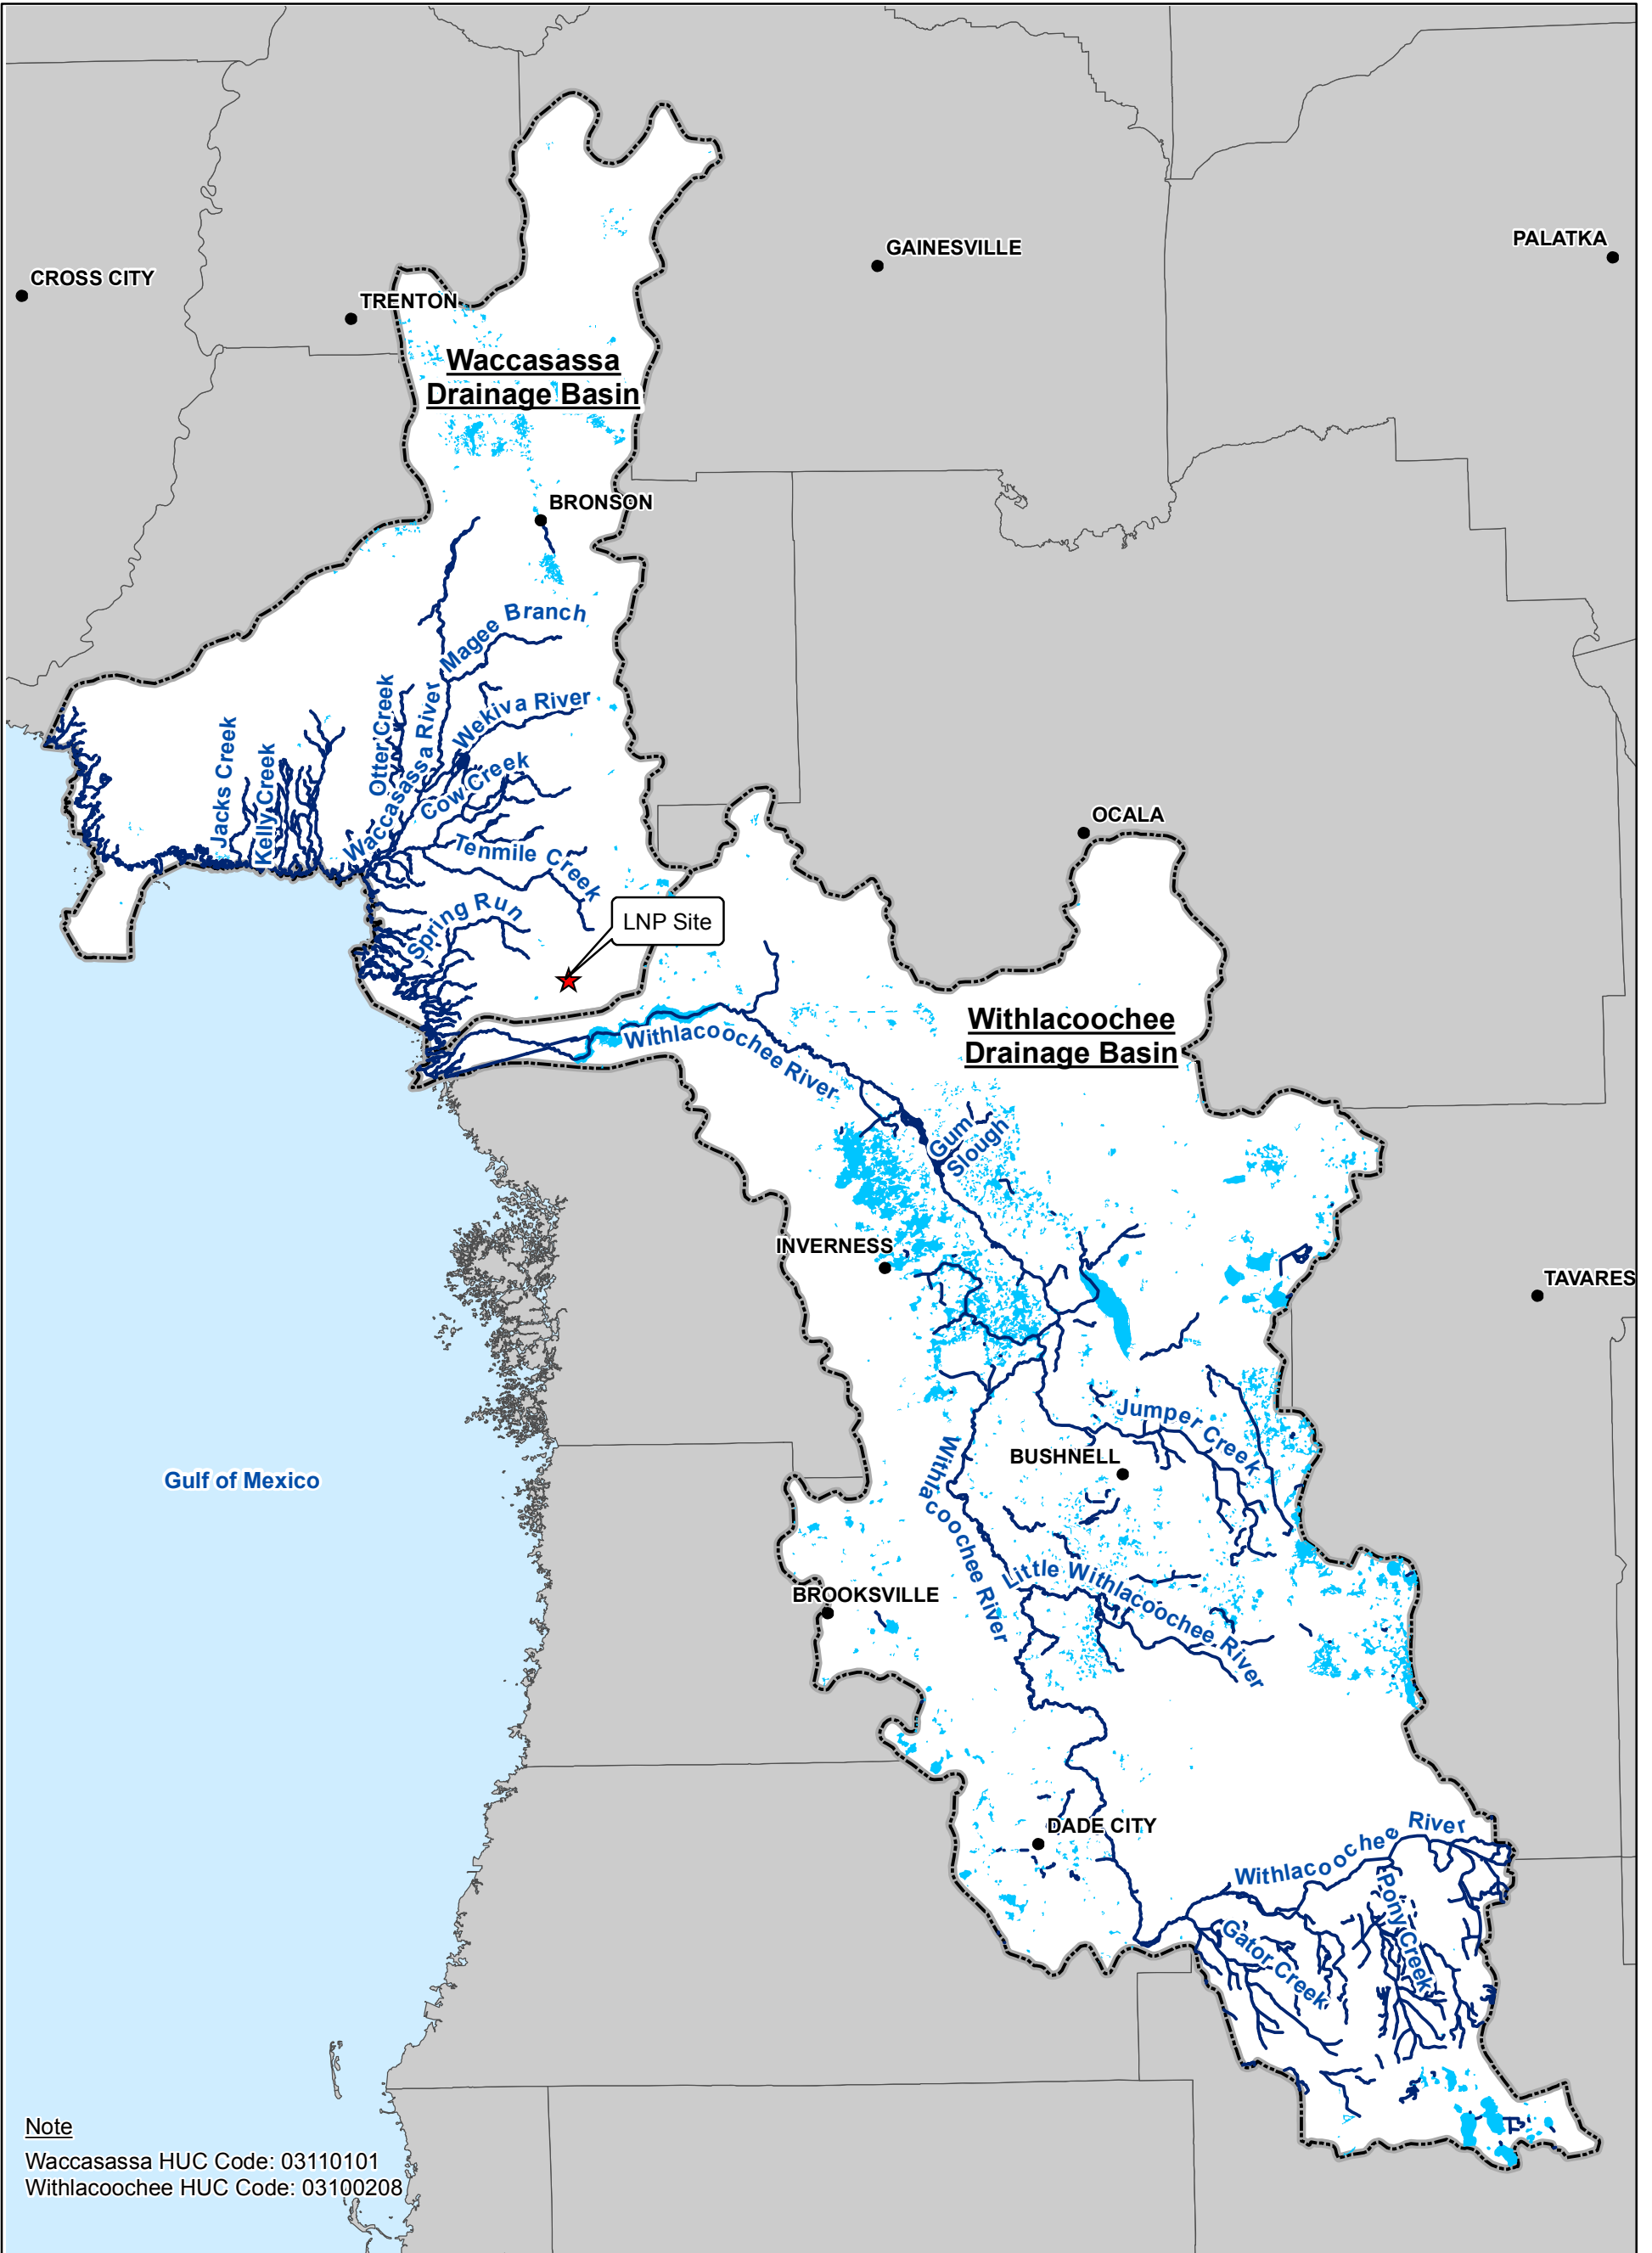 GAINESVILLE
PALATKA
CROSS CITY
TRENTON
Waccasassa
Drainage Basin
BRONSON
Magee Branch
Wekiva River
Otter Creek
Waccasassa River
Jacks Creek
Kelly Creek
Cow Creek
Tenmile Creek
Spring Run
LNP Site
OCALA
Withlacoochee
Drainage Basin
Withlacoochee River
Gum
Slough
INVERNESS
TAVARES
Jumper Creek
BUSHNELL
Withlacoochee River
Gulf of Mexico
Little Withlacoochee River
BROOKSVILLE
DADE CITY
Withlacoochee River
Pony Creek
Gator Creek
Note
Waccasassa HUC Code: 03110101
Withlacoochee HUC Code: 03100208